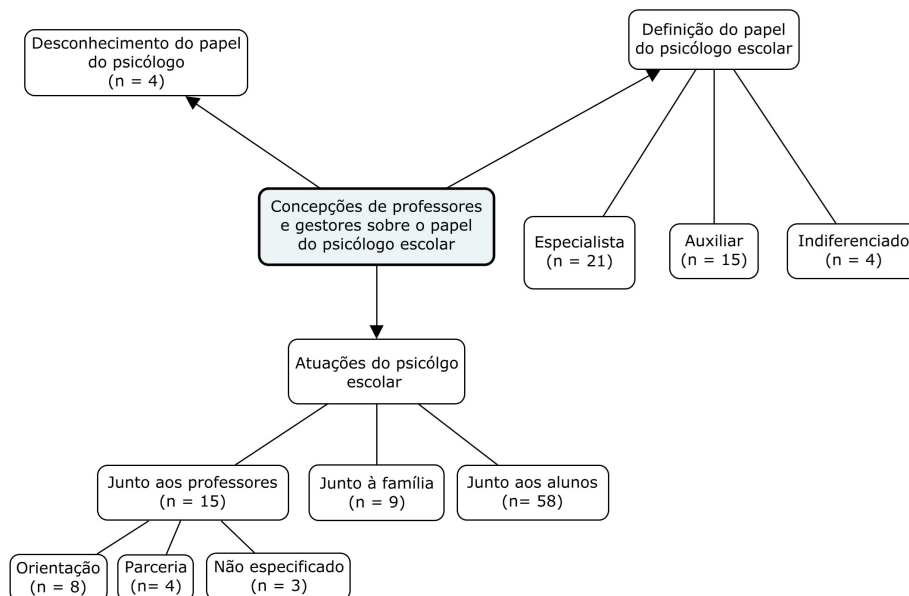 Desconhecimento do papel
do psicólogo
(n = 4)
Definição do papel
do psicólogo escolar
Concepções de professores
e gestores sobre o papel
do psicólogo escolar
Especialista
(n = 21)
Auxiliar
(n = 15)
Indiferenciado
(n = 4)
Atuações do psicólgo
escolar
Junto aos professores
(n = 15)
Junto à família
(n = 9)
Junto aos alunos
(n= 58)
Orientação
(n = 8)
Parceria
(n= 4)
Não especificado
(n = 3)